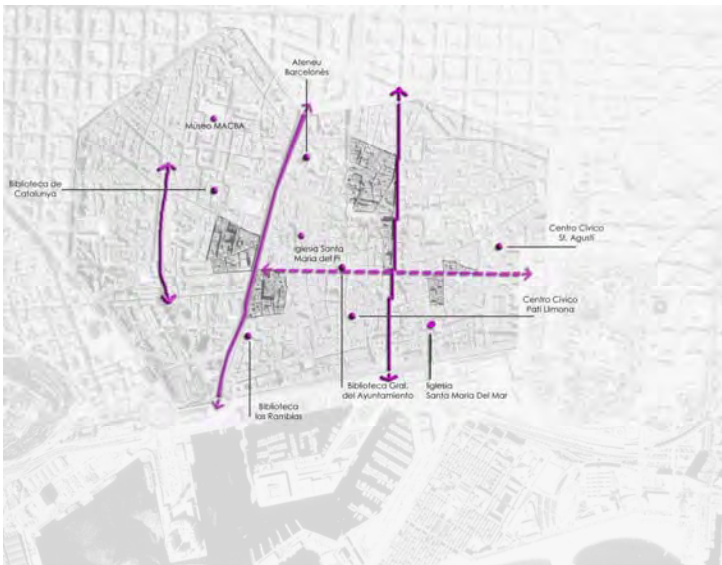 Ateneu
Barcelonès
Museo MACBA
Biblioteca de
Catalunya
Centro Cívico
St. Agustí
Iglesia Santa
Maria del Pi
Centro Cívico
Pati Llimona
Biblioteca Gral.
del Ayuntamiento
Iglesia
Santa Maria Del Mar
Biblioteca
las Ramblas